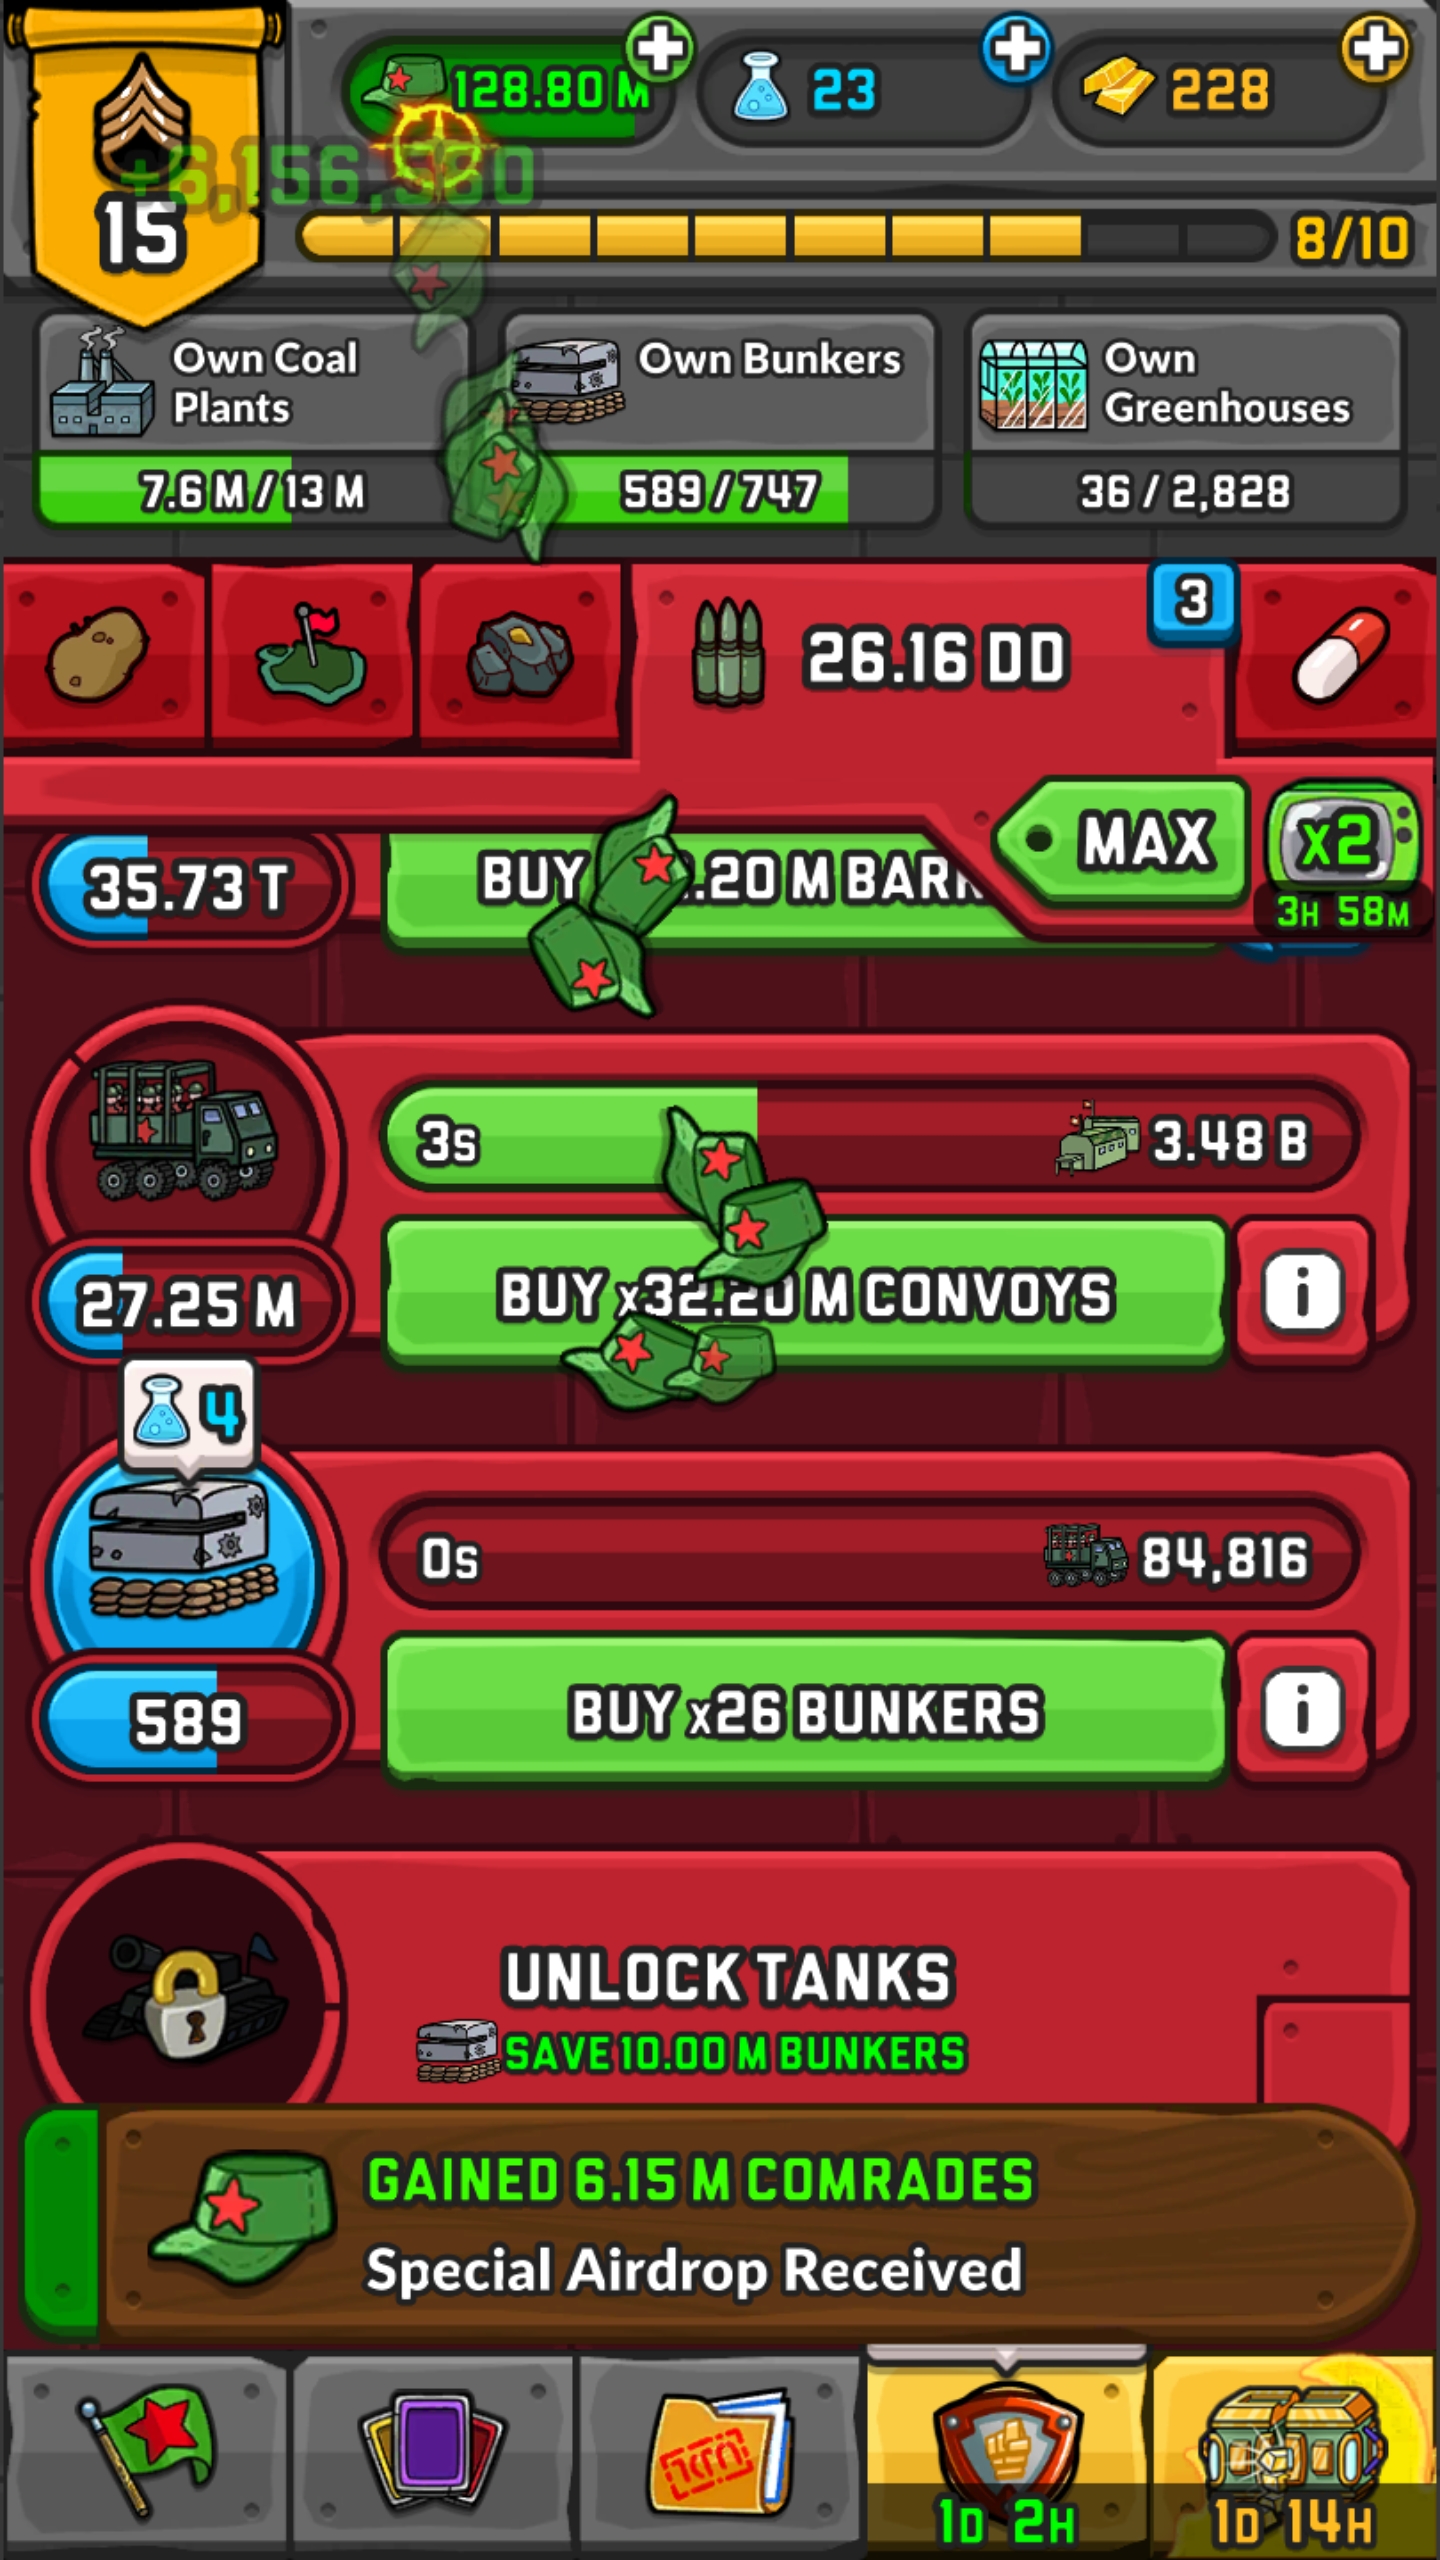 128.80 M
23
228
15
8/10
Own Coal
Plants
7.6 M / 13 M
Own Bunkers
589 / 747
Own
Greenhouses
36 / 2,828
26.16 DD
3
MAX
x2
3H 58M
35.73 T
BUY
.20 M
3s
3.48 B
27.25 M
BUY x32.20 M CONVOYS
4
0s
84,816
589
BUY x26 BUNKERS
UNLOCK TANKS
SAVE 10.00 M BUNKERS
GAINED 6.15 M COMRADES
Special Airdrop Received
1D 2H
1D 14H